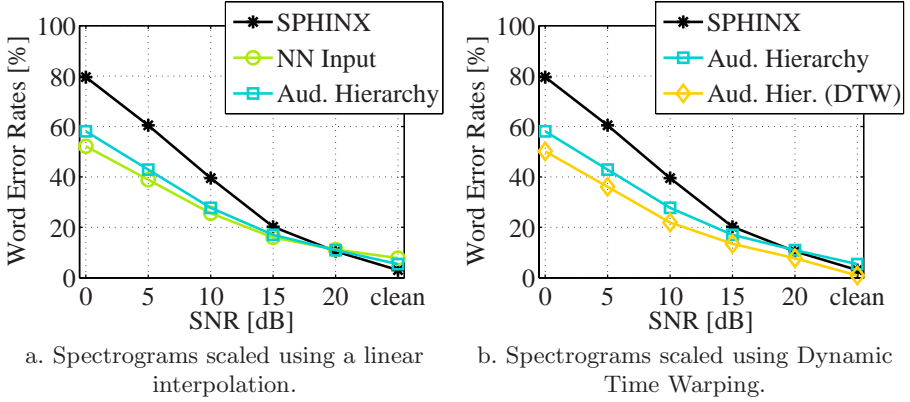 100
80
60
40
20
0
Word Error Rates [%]
SPHINX
NN Input
Aud. Hierarchy
0 5 10 15 20 clean
SNR [dB]
a. Spectrograms scaled using a linear
interpolation.
100
80
60
40
20
0
Word Error Rates [%]
SPHINX
Aud. Hierarchy
Aud. Hier. (DTW)
0 5 10 15 20 clean
SNR [dB]
b. Spectrograms scaled using Dynamic
Time Warping.